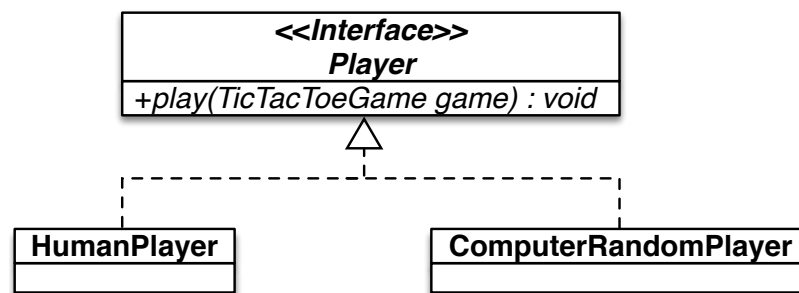 <<Interface>>
Player
+play(TicTacToeGame game) : void
HumanPlayer
ComputerRandomPlayer